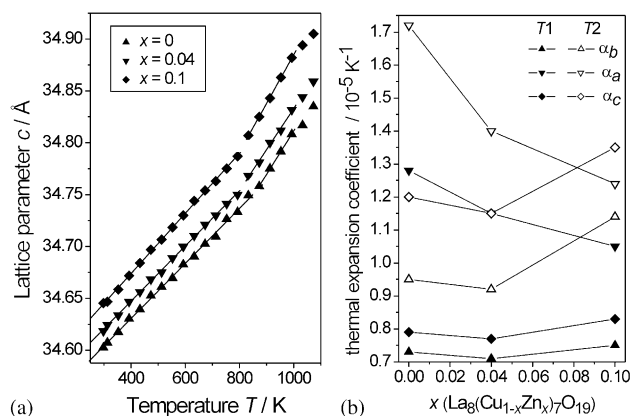 x = 0
x = 0.04
x = 0.1
34.90
34.85
34.80
34.75
34.70
34.65
34.60
Lattice parameter c / Å
400
600
800
1000
Temperature T / K
(a)
T1 T2
αb
αa
αc
1.7
1.6
1.5
1.4
1.3
1.2
1.1
1.0
0.9
0.8
0.7
thermal expansion coefficient / 10-5 K-1
0.00
0.02
0.04
0.06
0.08
0.10
x (La8(Cu1-xZnx)7O19)
(b)